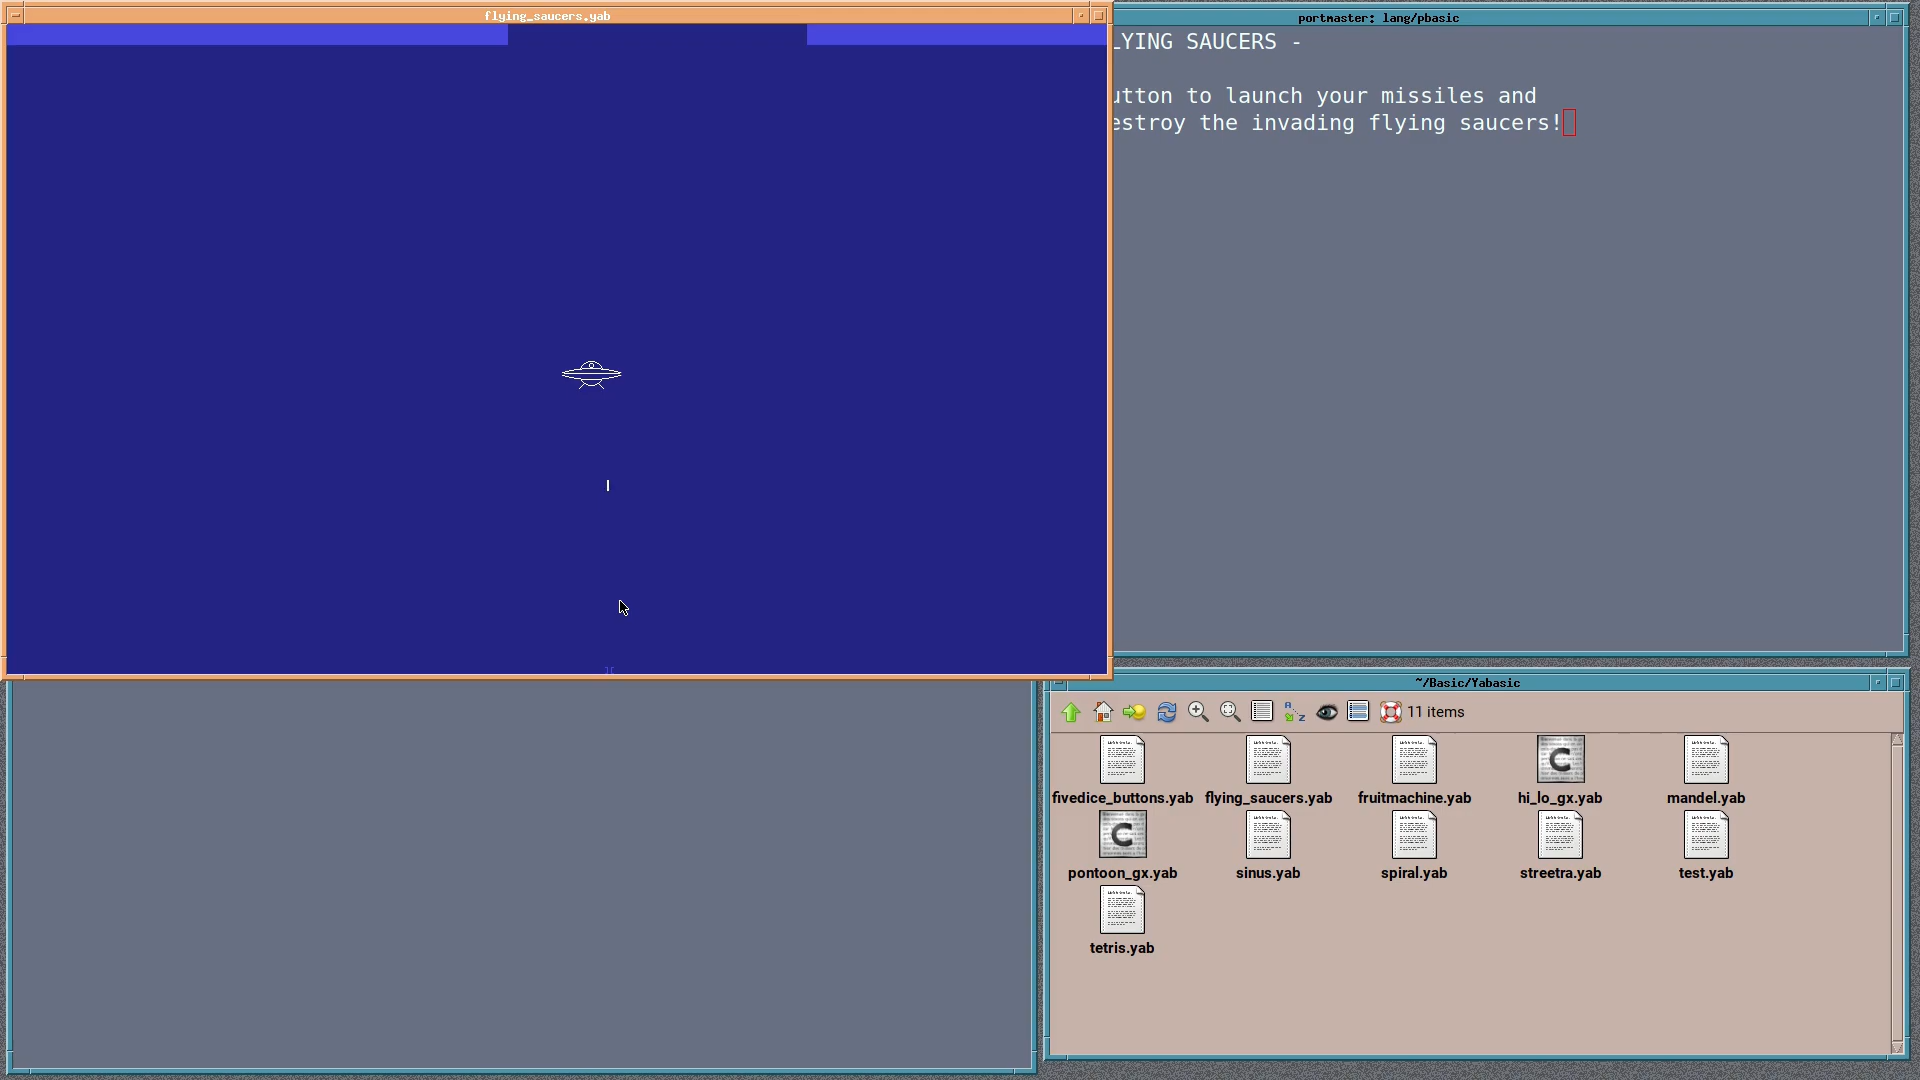 flying_saucers.yab
portmaster: lang/pbasic
LYING SAUCERS -
utton to launch your missiles and
estroy the invading flying saucers!
~/Basic/Yabasic
11 items
fivedice_buttons.yab
flying_saucers.yab
fruitmachine.yab
hi_lo_gx.yab
mandel.yab
pontoon_gx.yab
sinus.yab
spiral.yab
streetra.yab
test.yab
tetris.yab